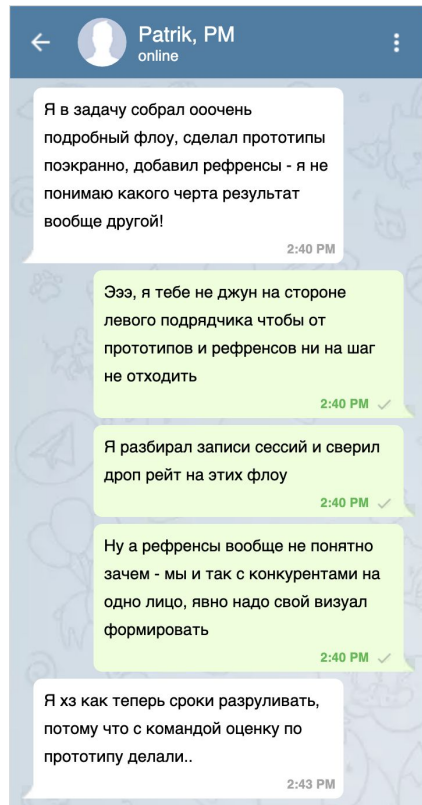 Patrik, PM
online
Я в задачу собрал ооочень
подробный флоу, сделал прототипы
поэкранно, добавил рефренсы - я не
понимаю какого черта результат
вообще другой!
2:40 PM
Эээ, я тебе не джун на стороне
левого подрядчика чтобы от
прототипов и рефренсов ни на шаг
не отходить
2:40 PM
Я разбирал записи сессий и сверил
дроп рейт на этих флоу
2:40 PM
Ну а рефренсы вообще не понятно
зачем - мы и так с конкурентами на
одно лицо, явно надо свой визуал
формировать
2:40 PM
Я хз как теперь сроки разруливать,
потому что с командой оценку по
прототипу делали..
2:43 PM